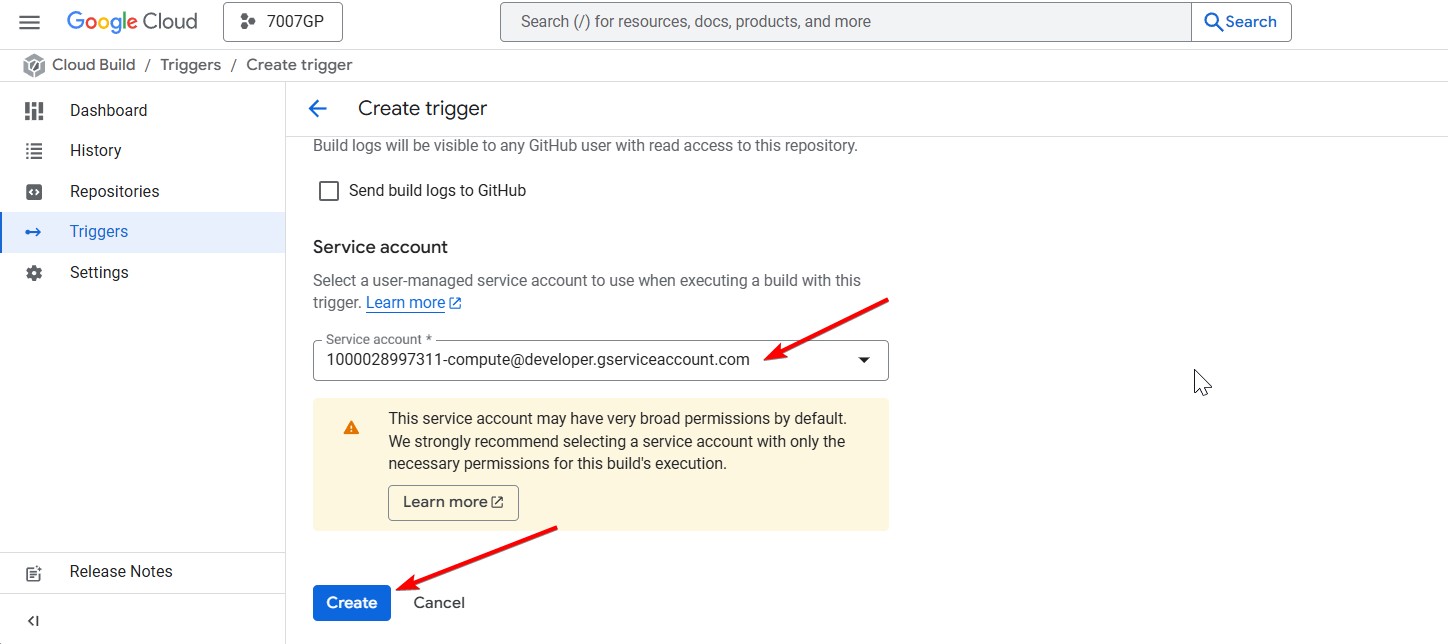 Google Cloud
7007GP
Search (/) for resources, docs, products, and more
Search
Cloud Build / Triggers / Create trigger
Dashboard
History
Repositories
Triggers
Settings
Release Notes
Create trigger
Build logs will be visible to any GitHub user with read access to this repository.
Send build logs to GitHub
Service account
Select a user-managed service account to use when executing a build with this
trigger. Learn more
Service account *
1000028997311-compute@developer.gserviceaccount.com
This service account may have very broad permissions by default.
We strongly recommend selecting a service account with only the
necessary permissions for this build's execution.
Learn more
Create
Cancel